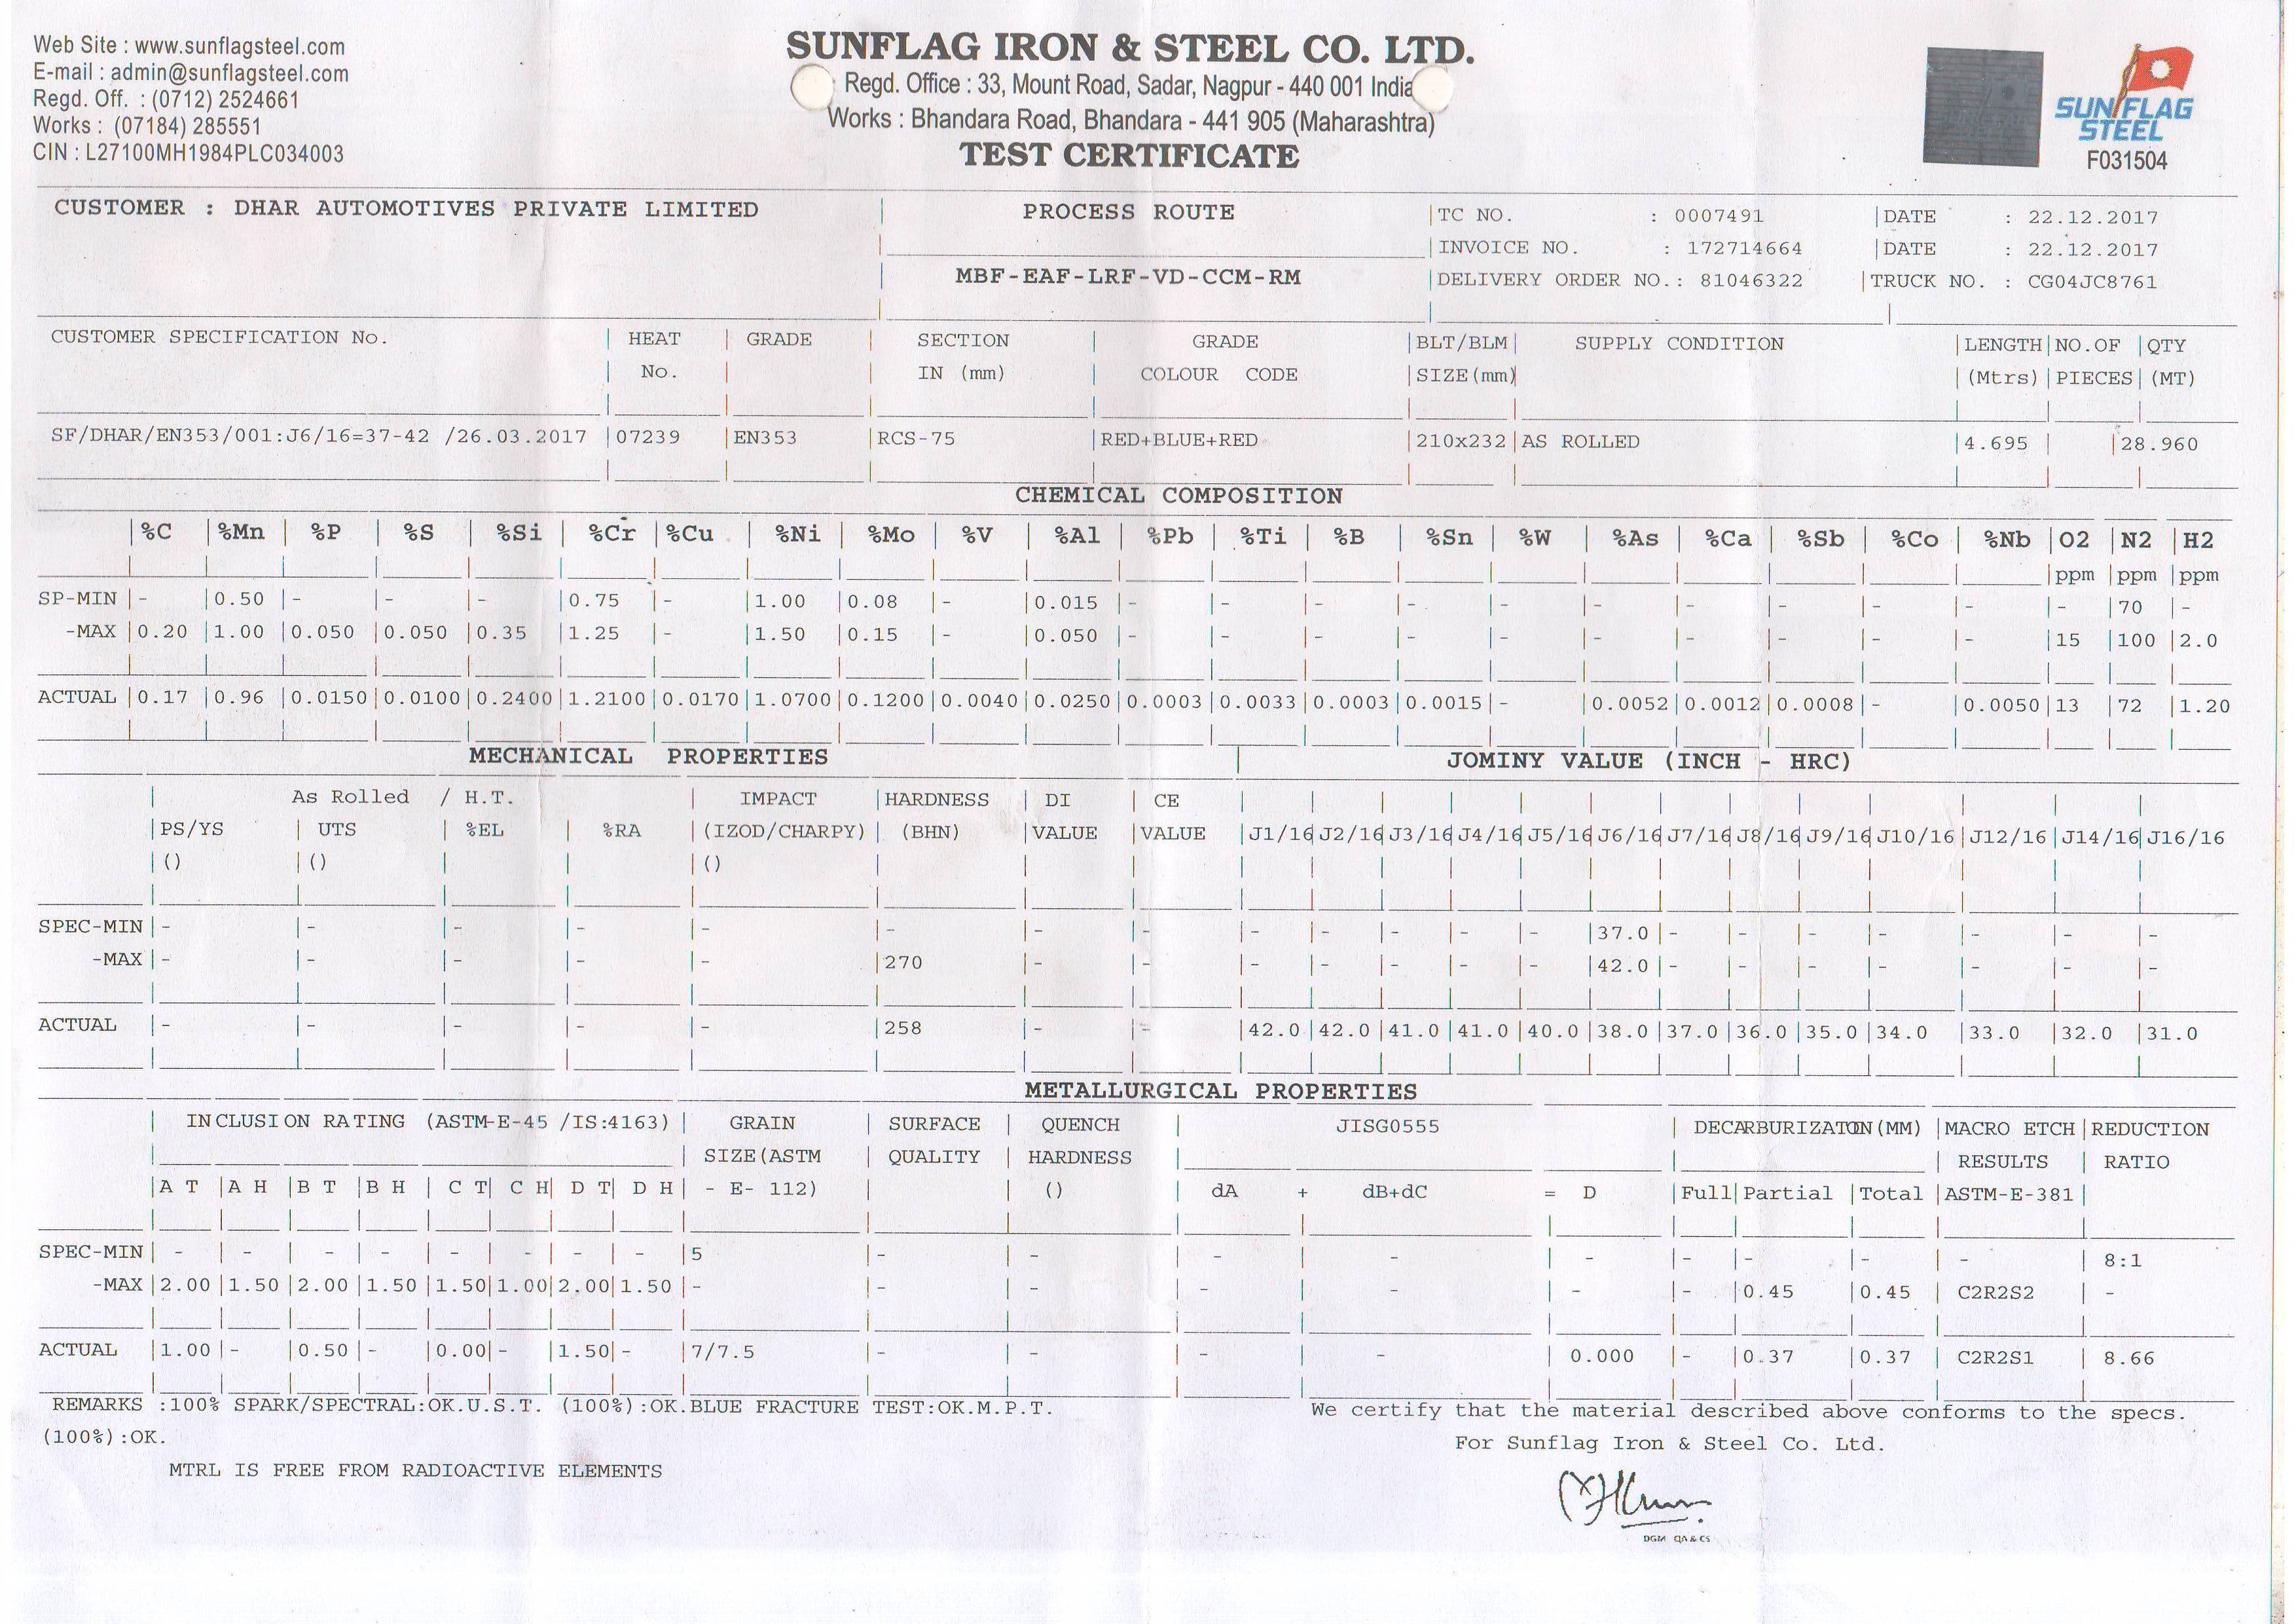 Web Site : www.sunflagsteel.com
E-mail : admin@sunflagsteel.com
Regd. Off. : (0712) 2524661
Works : (07184) 285551
CIN : L27100MH1984PLC034003
SUNFLAG IRON & STEEL CO. LTD.
Regd. Office : 33, Mount Road, Sadar, Nagpur - 440 001 India
Works : Bhandara Road, Bhandara - 441 905 (Maharashtra)
TEST CERTIFICATE
SUN FLAG
STEEL
F031504
CUSTOMER : DHAR AUTOMOTIVES PRIVATE LIMITED
PROCESS ROUTE
MBF-EAF-LRF-VD-CCM-RM
TC NO. : 0007491 |DATE : 22.12.2017
INVOICE NO. : 172714664 |DATE : 22.12.2017
DELIVERY ORDER NO.: 81046322 |TRUCK NO. : CG04JC8761
CUSTOMER SPECIFICATION No. | HEAT | GRADE | SECTION | GRADE |BLT/BLM| SUPPLY CONDITION |LENGTH|NO.OF |QTY
| No. | | IN (mm) | COLOUR CODE |SIZE(mm)| |(Mtrs)|PIECES|(MT)
SF/DHAR/EN353/001:J6/16=37-42 /26.03.2017 |07239 |EN353 |RCS-75 |RED+BLUE+RED |210x232|AS ROLLED |4.695 | |28.960
CHEMICAL COMPOSITION
|%C |%Mn | %P | %S | %Si | %Cr |%Cu | %Ni | %Mo | %V | %Al | %Pb | %Ti | %B | %Sn | %W | %As | %Ca | %Sb | %Co | %Nb |O2 |N2 |H2
|ppm |ppm |ppm
SP-MIN |- |0.50 |- |- |- |0.75 |- |1.00 |0.08 |- |0.015 |- |- |- |- |- |- |- |- |- |- |- |70 |-
-MAX |0.20 |1.00 |0.050 |0.050 |0.35 |1.25 |- |1.50 |0.15 |- |0.050 |- |- |- |- |- |- |- |- |- |- |15 |100 |2.0
ACTUAL |0.17 |0.96 |0.0150|0.0100|0.2400|1.2100|0.0170|1.0700|0.1200|0.0040|0.0250|0.0003|0.0033|0.0003|0.0015|- |0.0052|0.0012|0.0008|- |0.0050|13 |72 |1.20
MECHANICAL PROPERTIES | JOMINY VALUE (INCH - HRC)
| As Rolled / H.T. | IMPACT |HARDNESS | DI | CE
|PS/YS | UTS | %EL | %RA |(IZOD/CHARPY)| (BHN) |VALUE |VALUE |J1/16|J2/16|J3/16|J4/16|J5/16|J6/16|J7/16|J8/16|J9/16|J10/16|J12/16|J14/16|J16/16
|() |() |()
SPEC-MIN |- |- |- |- |- |- |- |- |- |- |- |- |- |37.0 |- |- |- |- |- |- |-
-MAX |- |- |- |- |- |270 |- |- |- |- |- |- |- |42.0 |- |- |- |- |- |- |-
ACTUAL |- |- |- |- |- |258 |- |- |42.0 |42.0 |41.0 |41.0 |40.0 |38.0 |37.0 |36.0 |35.0 |34.0 |33.0 |32.0 |31.0
METALLURGICAL PROPERTIES
| INCLUSION RATING (ASTM-E-45 /IS:4163) | GRAIN | SURFACE | QUENCH | JISG0555 | DECARBURIZATON(MM) |MACRO ETCH|REDUCTION
| SIZE(ASTM | QUALITY | HARDNESS | | RESULTS | RATIO
|A T |A H |B T |B H | C T| C H| D T| D H| - E- 112) | | () | dA + dB+dC = D |Full|Partial |Total |ASTM-E-381|
SPEC-MIN| - | - | - | - | - | - | - | - |5 |- |- | - | - | - |- |- |- | - | 8:1
-MAX|2.00 |1.50 |2.00 |1.50 |1.50|1.00|2.00|1.50 |- |- |- | - | - | - |- |0.45 |0.45 | C2R2S2 | -
ACTUAL |1.00 |- |0.50 |- |0.00|- |1.50|- |7/7.5 |- |- |- | - | 0.000 |- |0.37 |0.37 | C2R2S1 | 8.66
REMARKS :100% SPARK/SPECTRAL:OK.U.S.T. (100%):OK.BLUE FRACTURE TEST:OK.M.P.T.
(100%):OK.
MTRL IS FREE FROM RADIOACTIVE ELEMENTS
We certify that the material described above conforms to the specs.
For Sunflag Iron & Steel Co. Ltd.
DGM QA & CS